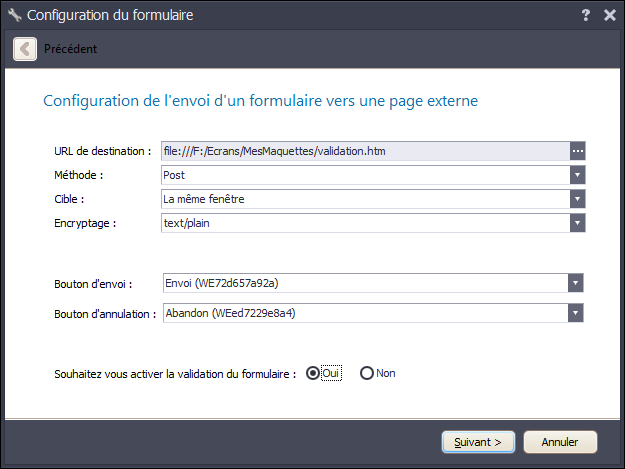 Configuration du formulaire
?
Précédent
Configuration de l'envoi d'un formulaire vers une page externe
URL de destination : file:///F:/Ecrans/MesMaquettes/validation.htm ...
Méthode : Post
Cible : La même fenêtre
Encryptage : text/plain
Bouton d'envoi : Envoi (WE72d657a92a)
Bouton d'annulation : Abandon (WEed7229e8a4)
Souhaitez vous activer la validation du formulaire : Oui Non
Suivant > Annuler